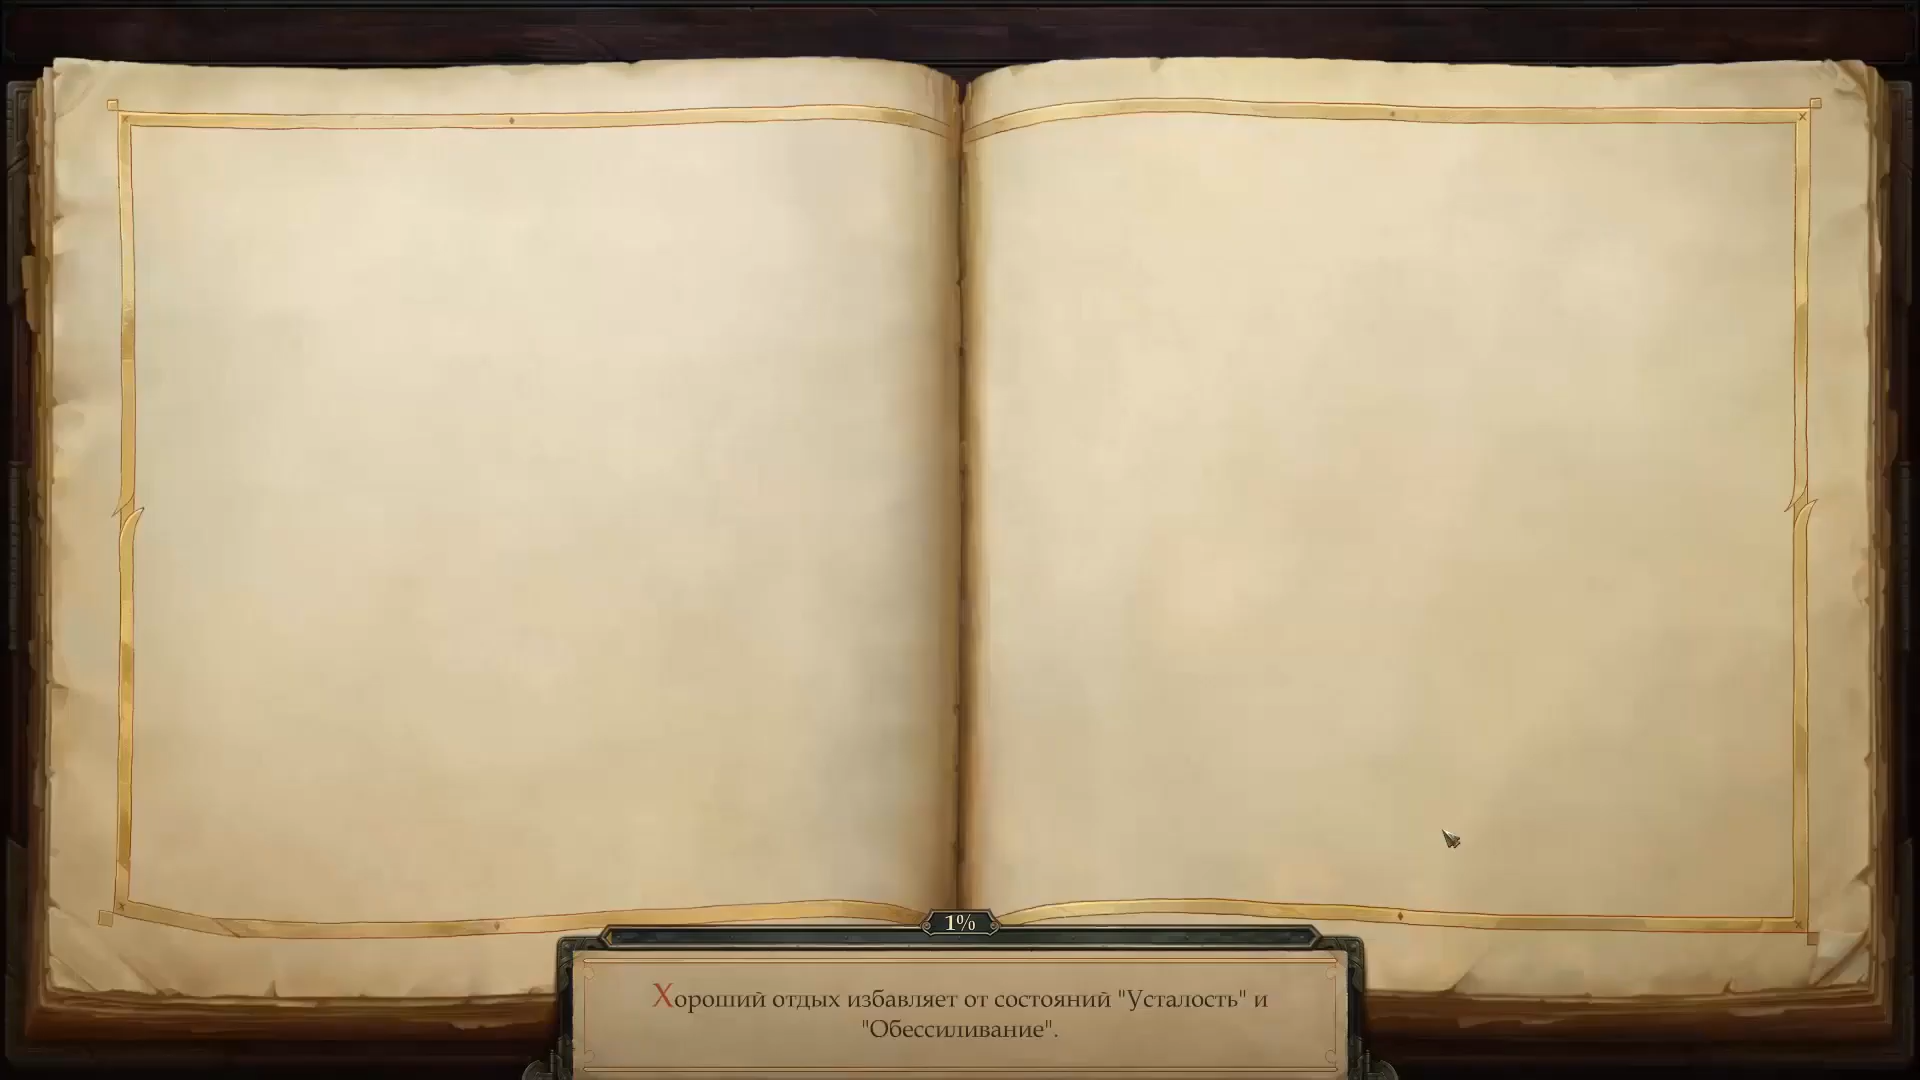 1%
Хороший отдых избавляет от состояний "Усталость" и
"Обессиливание".